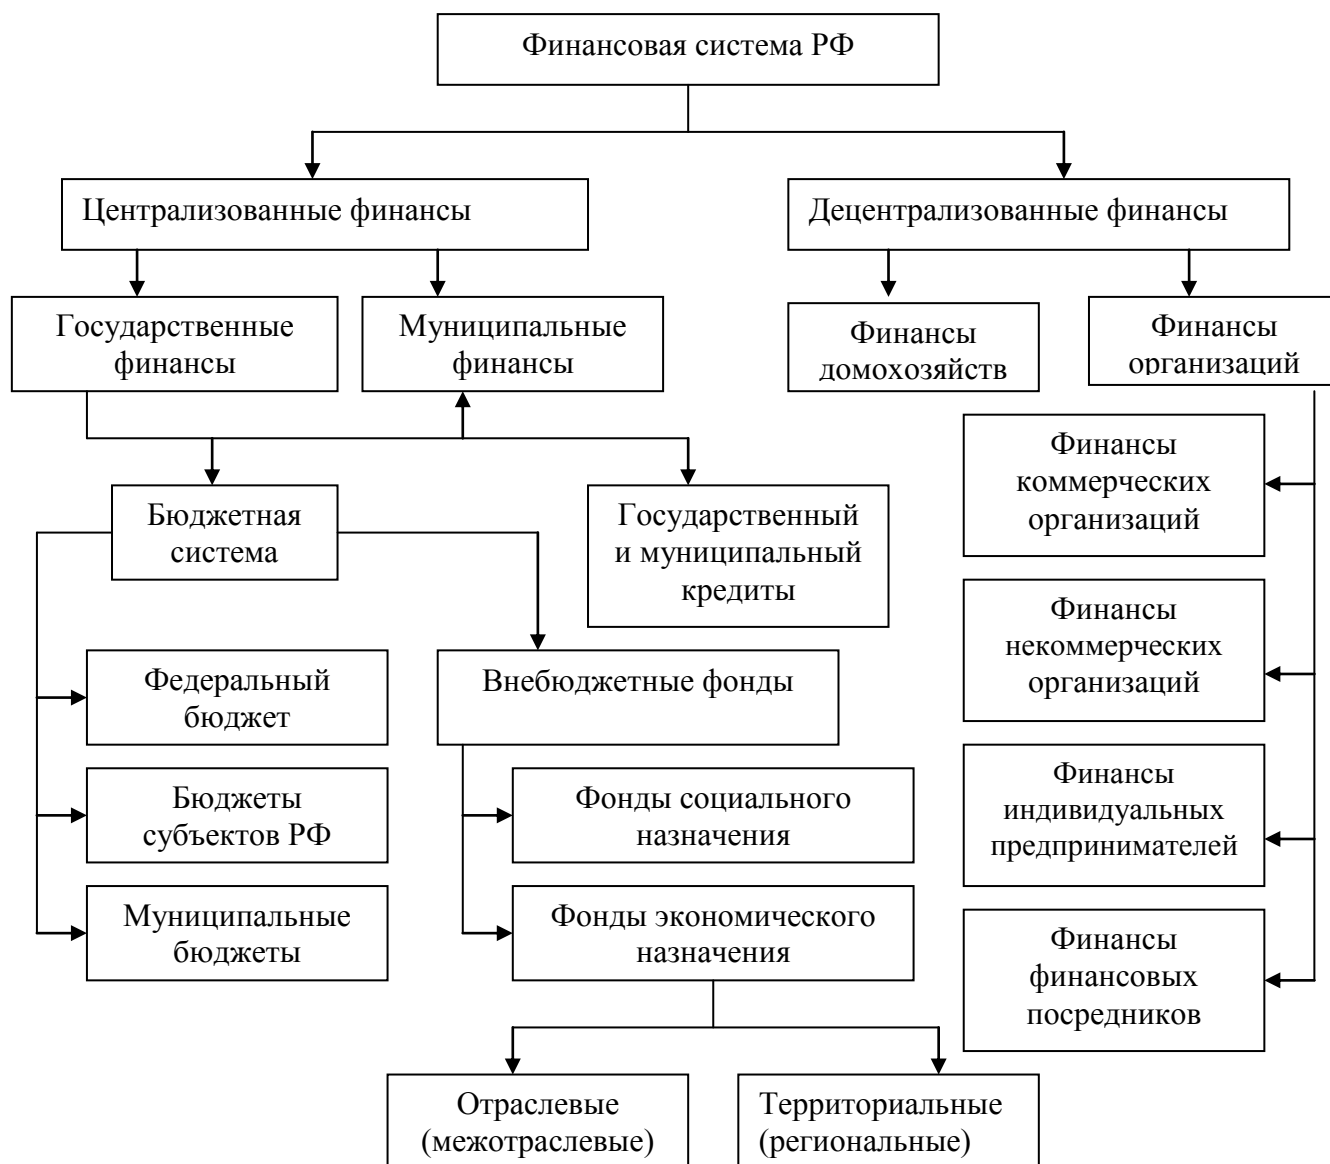 Финансовая система РФ
Централизованные финансы
Децентрализованные финансы
Государственные
финансы
Муниципальные
финансы
Финансы
домохозяйств
Финансы
организаций
Бюджетная
система
Государственный
и муниципальный
кредиты
Финансы
коммерческих
организаций
Финансы
некоммерческих
организаций
Федеральный
бюджет
Внебюджетные фонды
Бюджеты
субъектов РФ
Фонды социального
назначения
Финансы
индивидуальных
предпринимателей
Муниципальные
бюджеты
Фонды экономического
назначения
Финансы
финансовых
посредников
Отраслевые
(межотраслевые)
Территориальные
(региональные)